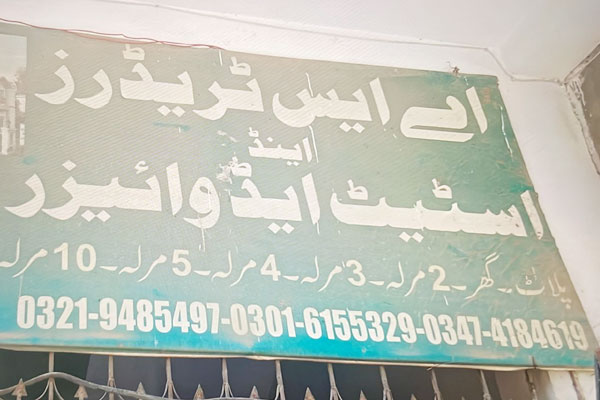 اے ایس ٹریڈرز
اینڈ
اسٹیٹ ایڈوائیزر
پلاٹ۔گھر۔2 مرلہ۔3 مرلہ۔4 مرلہ۔5 مرلہ۔10 مرلہ
0321-9485497-0301-6155329-0347-4184619